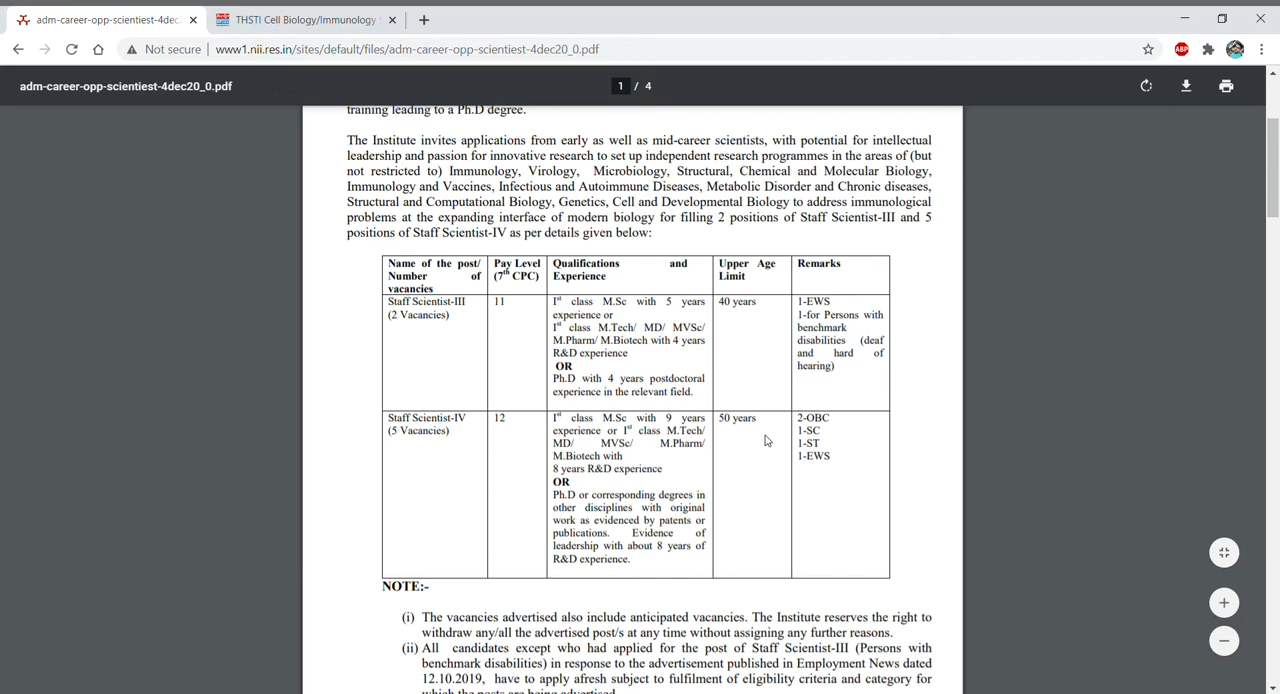 adm-career-opp-scientiest-4dec.
THSTI Cell Biology/Immunology
Not secure | www1.nii.res.in/sites/default/files/adm-career-opp-scientiest-4dec20_0.pdf
ABP
adm-career-opp-scientiest-4dec20_0.pdf
1 / 4
training leading to a Ph.D degree.
The Institute invites applications from early as well as mid-career scientists, with potential for intellectual
leadership and passion for innovative research to set up independent research programmes in the areas of (but
not restricted to) Immunology, Virology, Microbiology, Structural, Chemical and Molecular Biology,
Immunology and Vaccines, Infectious and Autoimmune Diseases, Metabolic Disorder and Chronic diseases,
Structural and Computational Biology, Genetics, Cell and Developmental Biology to address immunological
problems at the expanding interface of modern biology for filling 2 positions of Staff Scientist-III and 5
positions of Staff Scientist-IV as per details given below:
Name of the post/
Number of
vacancies
Pay Level
(7th CPC)
Qualifications and
Experience
Upper Age
Limit
Remarks
Staff Scientist-III
(2 Vacancies)
11
Ist class M.Sc with 5 years
experience or
Ist class M.Tech/ MD/ MVSc/
M.Pharm/ M.Biotech with 4 years
R&D experience
OR
Ph.D with 4 years postdoctoral
experience in the relevant field.
40 years
1-EWS
1-for Persons with
benchmark
disabilities (deaf
and hard of
hearing)
Staff Scientist-IV
(5 Vacancies)
12
Ist class M.Sc with 9 years
experience or Ist class M.Tech/
MD/ MVSc/ M.Pharm/
M.Biotech with
8 years R&D experience
OR
Ph.D or corresponding degrees in
other disciplines with original
work as evidenced by patents or
publications. Evidence of
leadership with about 8 years of
R&D experience.
50 years
2-OBC
1-SC
1-ST
1-EWS
NOTE:-
(i) The vacancies advertised also include anticipated vacancies. The Institute reserves the right to
withdraw any/all the advertised post/s at any time without assigning any further reasons.
(ii) All candidates except who had applied for the post of Staff Scientist-III (Persons with
benchmark disabilities) in response to the advertisement published in Employment News dated
12.10.2019, have to apply afresh subject to fulfilment of eligibility criteria and category for
which the posts are being advertised.